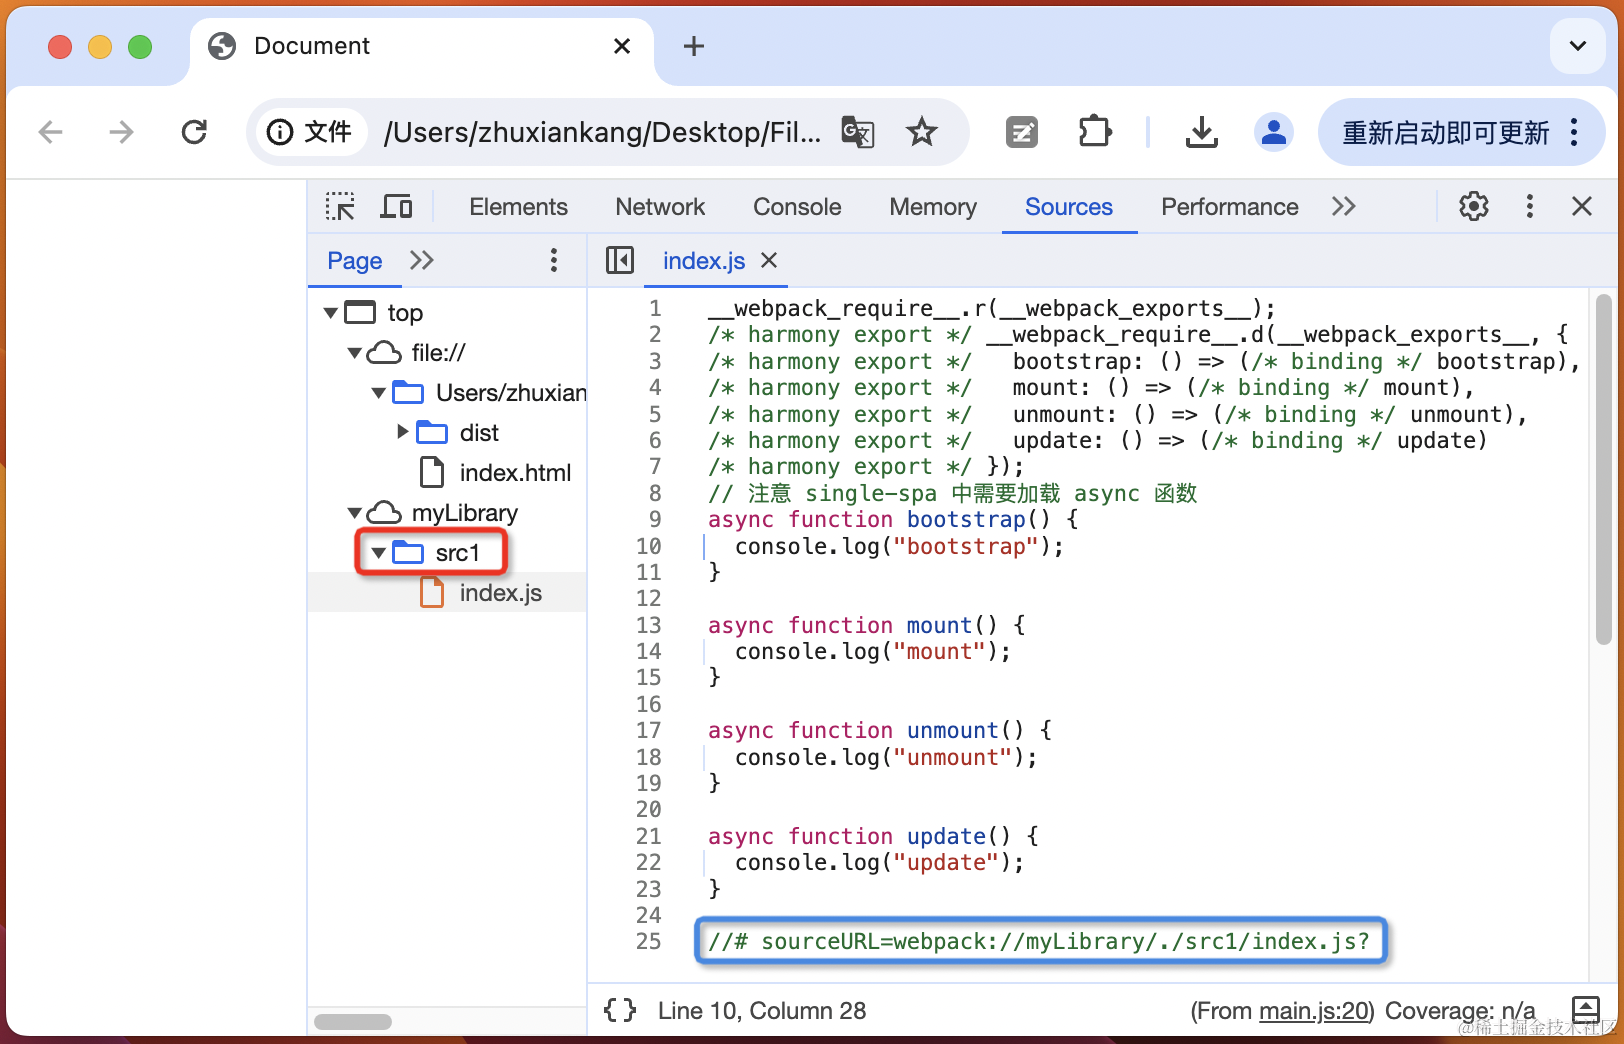 Document
文件 /Users/zhuxiankang/Desktop/Fil... 重新启动即可更新
Elements Network Console Memory Sources Performance
Page
index.js
top
file://
Users/zhuxian
dist
index.html
myLibrary
src1
index.js
1 __webpack_require__.r(__webpack_exports__);
2 /* harmony export */ __webpack_require__.d(__webpack_exports__, {
3 /* harmony export */   bootstrap: () => (/* binding */ bootstrap),
4 /* harmony export */   mount: () => (/* binding */ mount),
5 /* harmony export */   unmount: () => (/* binding */ unmount),
6 /* harmony export */   update: () => (/* binding */ update)
7 /* harmony export */ });
8 // 注意 single-spa 中需要加载 async 函数
9 async function bootstrap() {
10   console.log("bootstrap");
11 }
12
13 async function mount() {
14   console.log("mount");
15 }
16
17 async function unmount() {
18   console.log("unmount");
19 }
20
21 async function update() {
22   console.log("update");
23 }
24
25 //# sourceURL=webpack://myLibrary/./src1/index.js?
{} Line 10, Column 28 (From main.js:20) Coverage: n/a
@稀土掘金技术社区